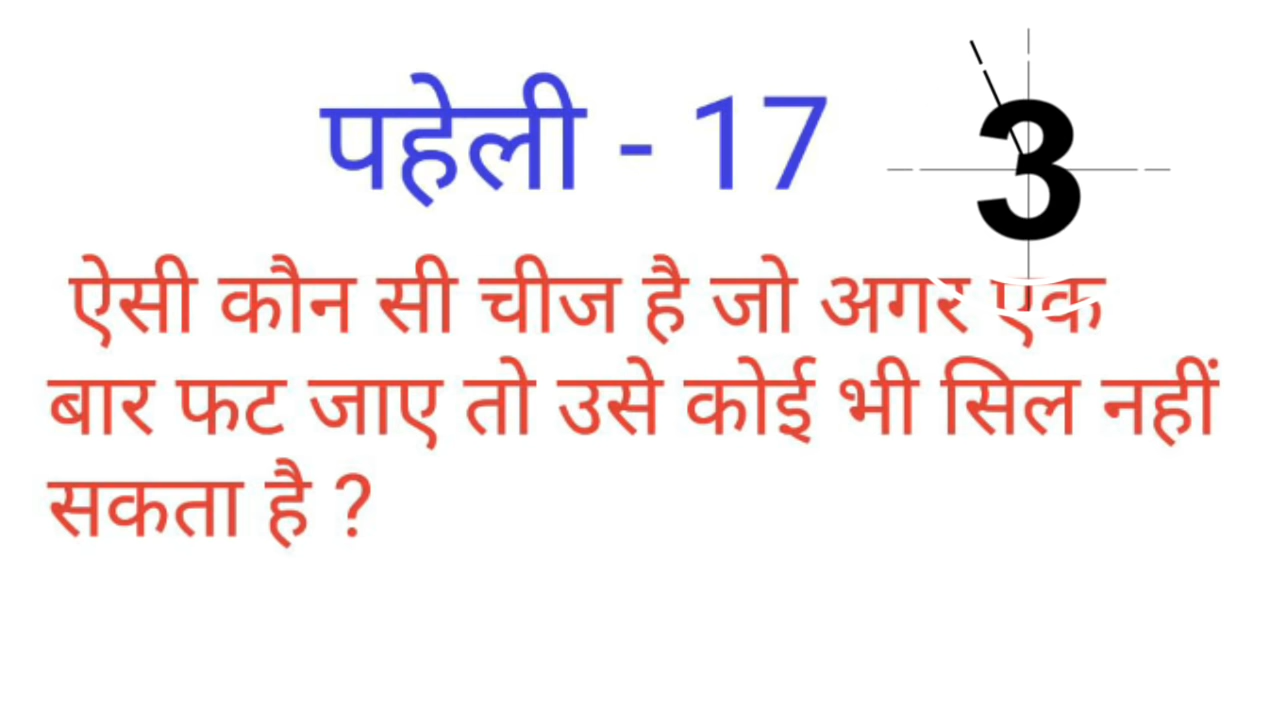 पहेली - 17
3
ऐसी कौन सी चीज है जो अगर एक
बार फट जाए तो उसे कोई भी सिल नहीं
सकता है ?